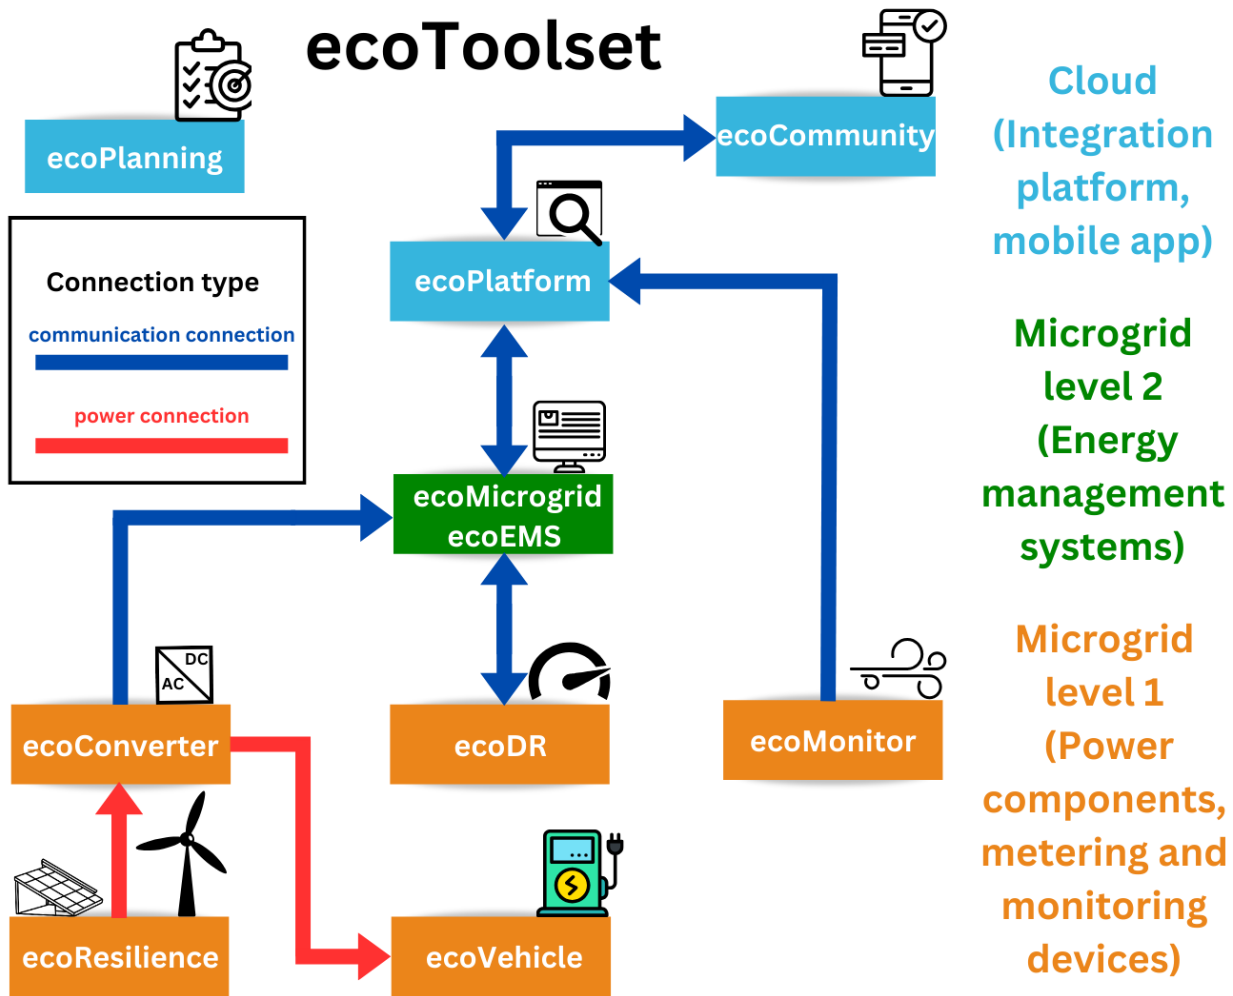 ecoToolset
ecoPlanning
ecoCommunity
Connection type
communication connection
power connection
ecoPlatform
ecoMicrogrid
ecoEMS
DC
AC
ecoConverter
ecoDR
ecoMonitor
ecoResilience
ecoVehicle
Cloud
(Integration
platform,
mobile app)
Microgrid
level 2
(Energy
management
systems)
Microgrid
level 1
(Power
components,
metering and
monitoring
devices)